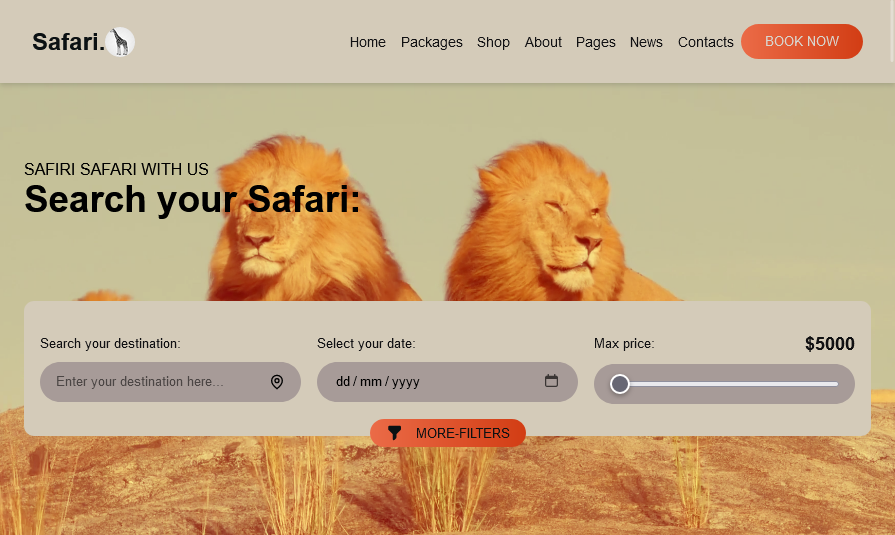 Safari.
Home Packages Shop About Pages News Contacts BOOK NOW
SAFIRI SAFARI WITH US
Search your Safari:
Search your destination: Select your date: Max price: $5000
Enter your destination here... dd / mm / yyyy
MORE-FILTERS